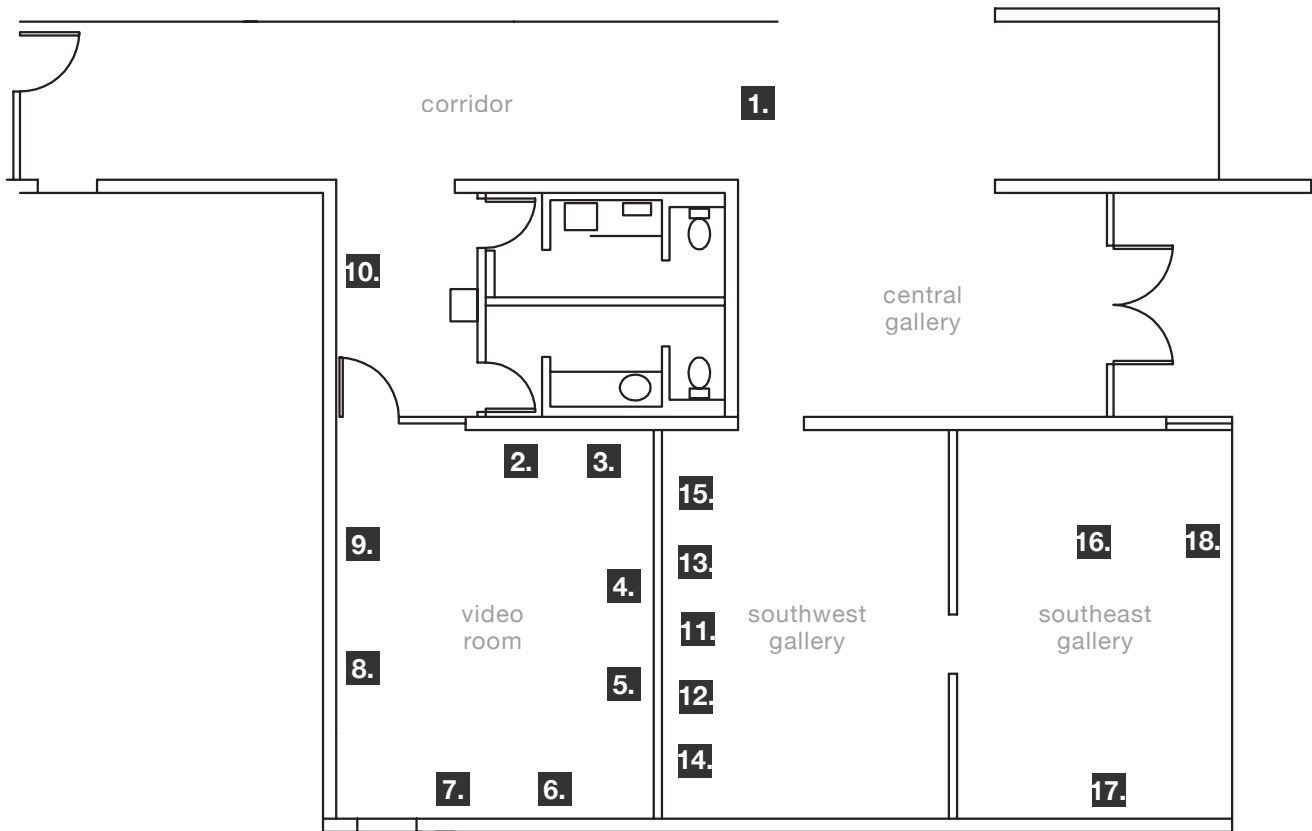 corridor
1.
10.
central
gallery
2.
3.
15.
9.
13.
16.
18.
4.
video
room
11.
southwest
gallery
southeast
gallery
8.
5.
12.
14.
7.
6.
17.